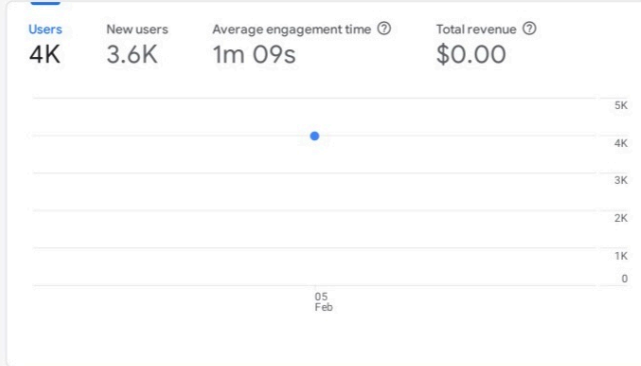 Users New users Average engagement time Total revenue
4K 3.6K 1m 09s $0.00
5K
4K
3K
2K
1K
0
05
Feb